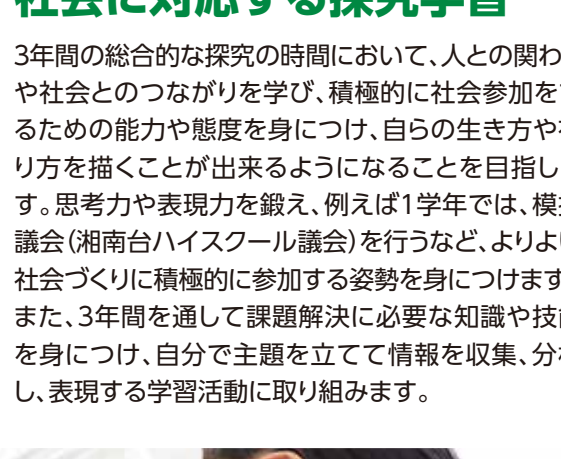 社会に対応する探究学習
3年間の総合的な探究の時間において、人との関わ
や社会とのつながりを学び、積極的に社会参加を
るための能力や態度を身につけ、自らの生き方や
り方を描くことが出来るようになることを目指し
す。思考力や表現力を鍛え、例えば1学年では、模
議会(湘南台ハイスクール議会)を行うなど、よりよ
社会づくりに積極的に参加する姿勢を身につけます
また、3年間を通して課題解決に必要な知識や技
を身につけ、自分で主題を立てて情報を収集、分
し、表現する学習活動に取り組みます。